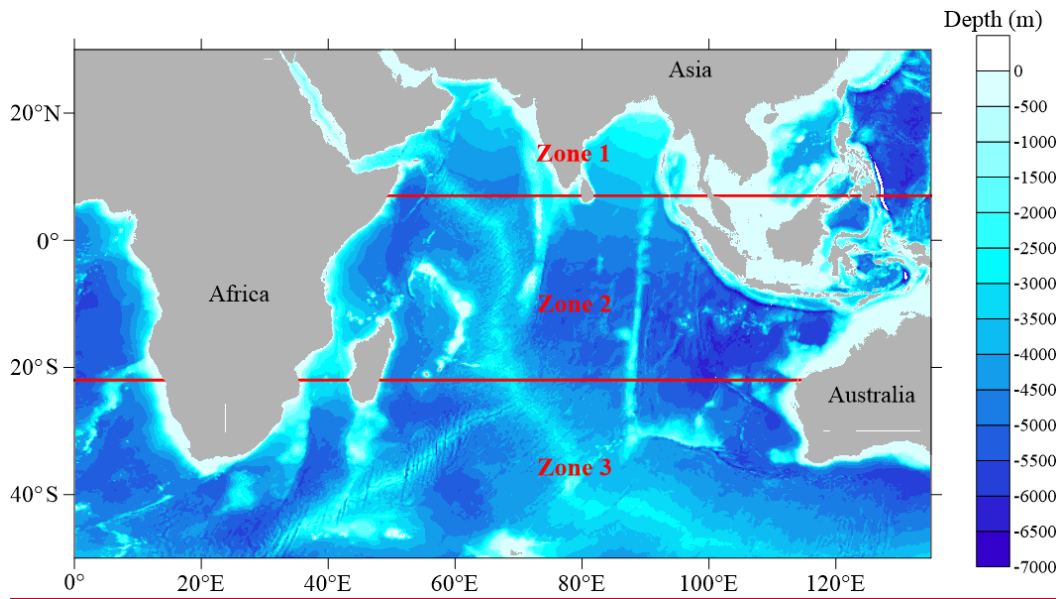 Depth (m)
Asia
Zone 1
Zone 2
Africa
Australia
Zone 3
20°N
0°
20°S
40°S
0°
20°E
40°E
60°E
80°E
100°E
120°E
0
-500
-1000
-1500
-2000
-2500
-3000
-3500
-4000
-4500
-5000
-5500
-6000
-6500
-7000